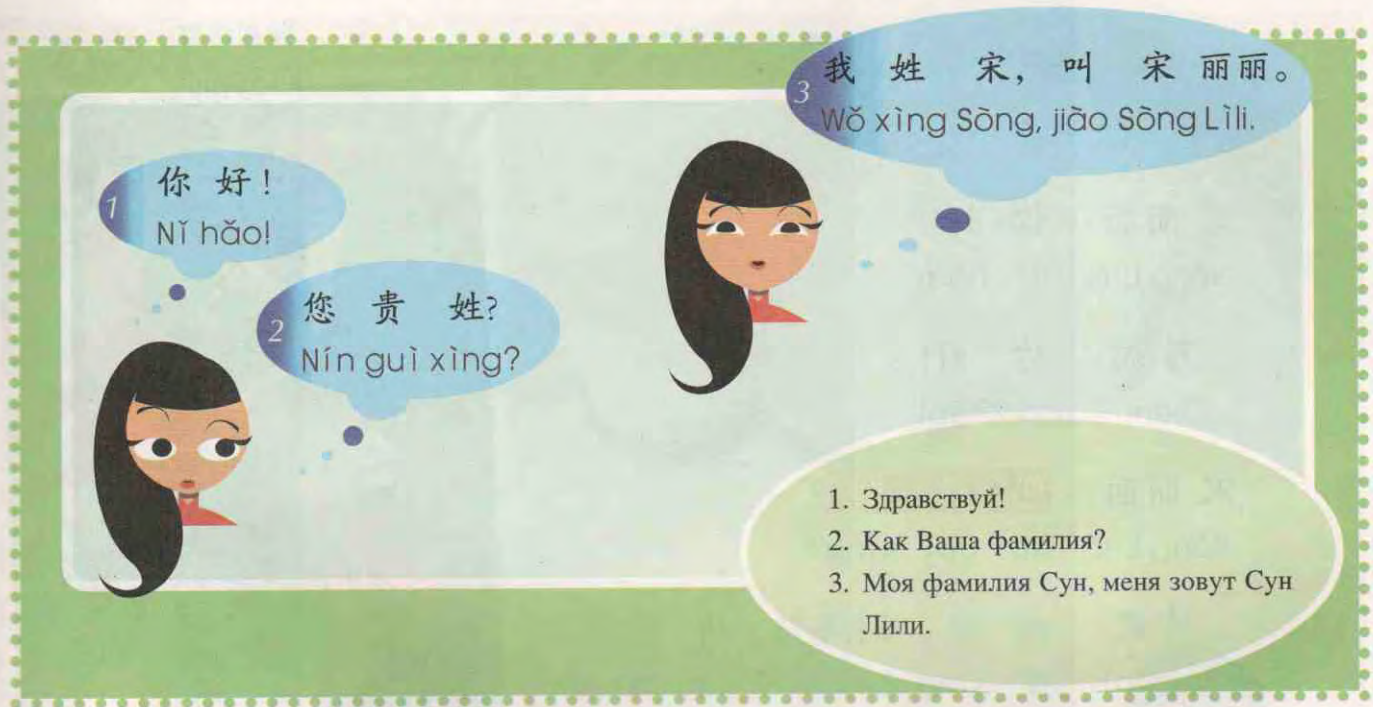 1
你 好！
Nǐ hǎo!
2
您 贵 姓？
Nín guì xìng?
3
我 姓 宋，叫 宋 丽丽。
Wǒ xìng Sòng, jiào Sòng Lìli.
1. Здравствуй!
2. Как Ваша фамилия?
3. Моя фамилия Сун, меня зовут Сун
Лили.